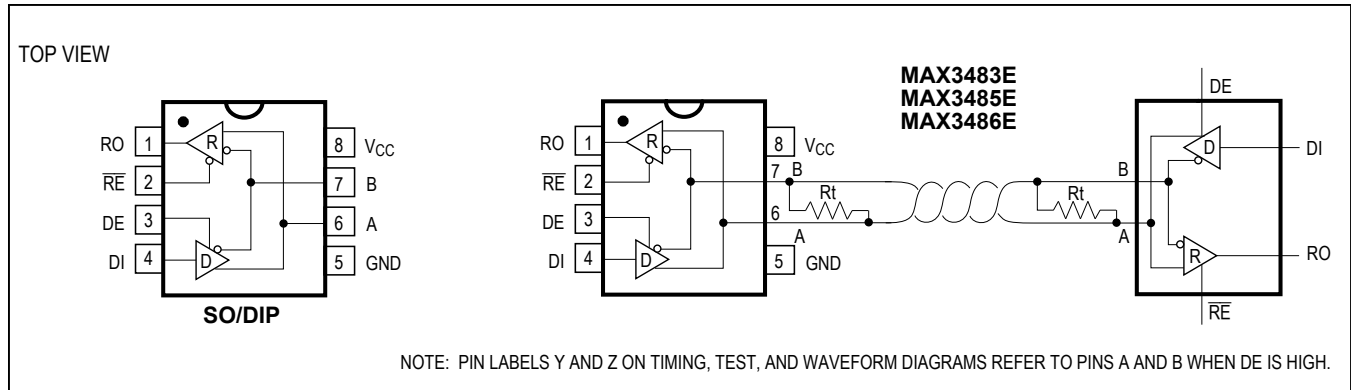 TOP VIEW
RO 1
RE 2
DE 3
DI 4
R
D
8 VCC
7 B
6 A
5 GND
SO/DIP
RO 1
RE 2
DE 3
DI 4
R
D
8 VCC
7 B
6 A
5 GND
Rt
MAX3483E
MAX3485E
MAX3486E
Rt
B
A
DE
D
DI
R
RO
RE
NOTE: PIN LABELS Y AND Z ON TIMING, TEST, AND WAVEFORM DIAGRAMS REFER TO PINS A AND B WHEN DE IS HIGH.